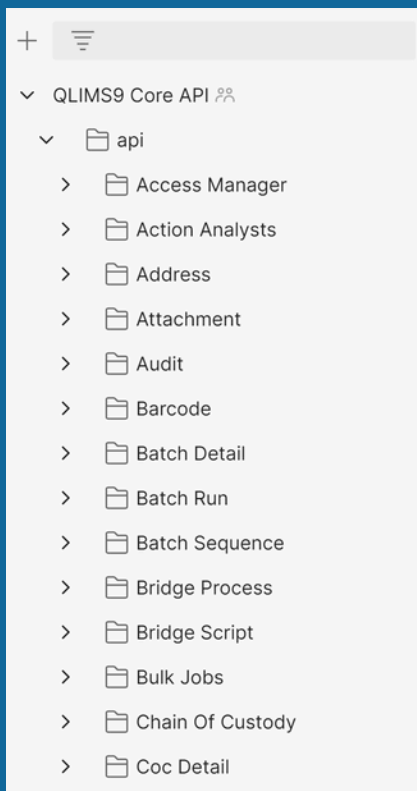 QLIMS9 Core API
api
Access Manager
Action Analysts
Address
Attachment
Audit
Barcode
Batch Detail
Batch Run
Batch Sequence
Bridge Process
Bridge Script
Bulk Jobs
Chain Of Custody
Coc Detail